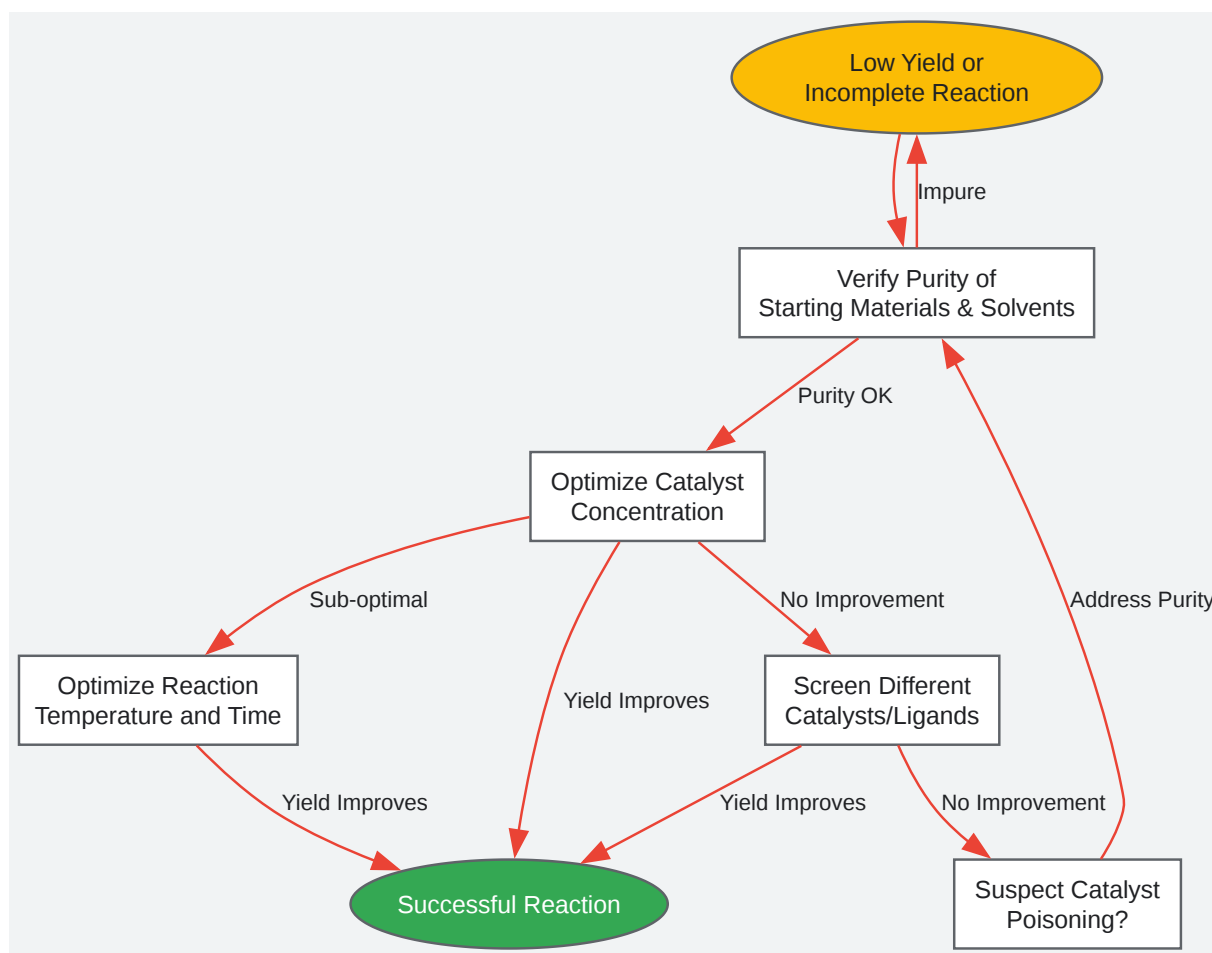 Low Yield or
Incomplete Reaction
Impure
Verify Purity of
Starting Materials & Solvents
Purity OK
Optimize Catalyst
Concentration
Sub-optimal
No Improvement
Address Purity
Optimize Reaction
Temperature and Time
Yield Improves
Screen Different
Catalysts/Ligands
Yield Improves
Yield Improves
No Improvement
Successful Reaction
Suspect Catalyst
Poisoning?